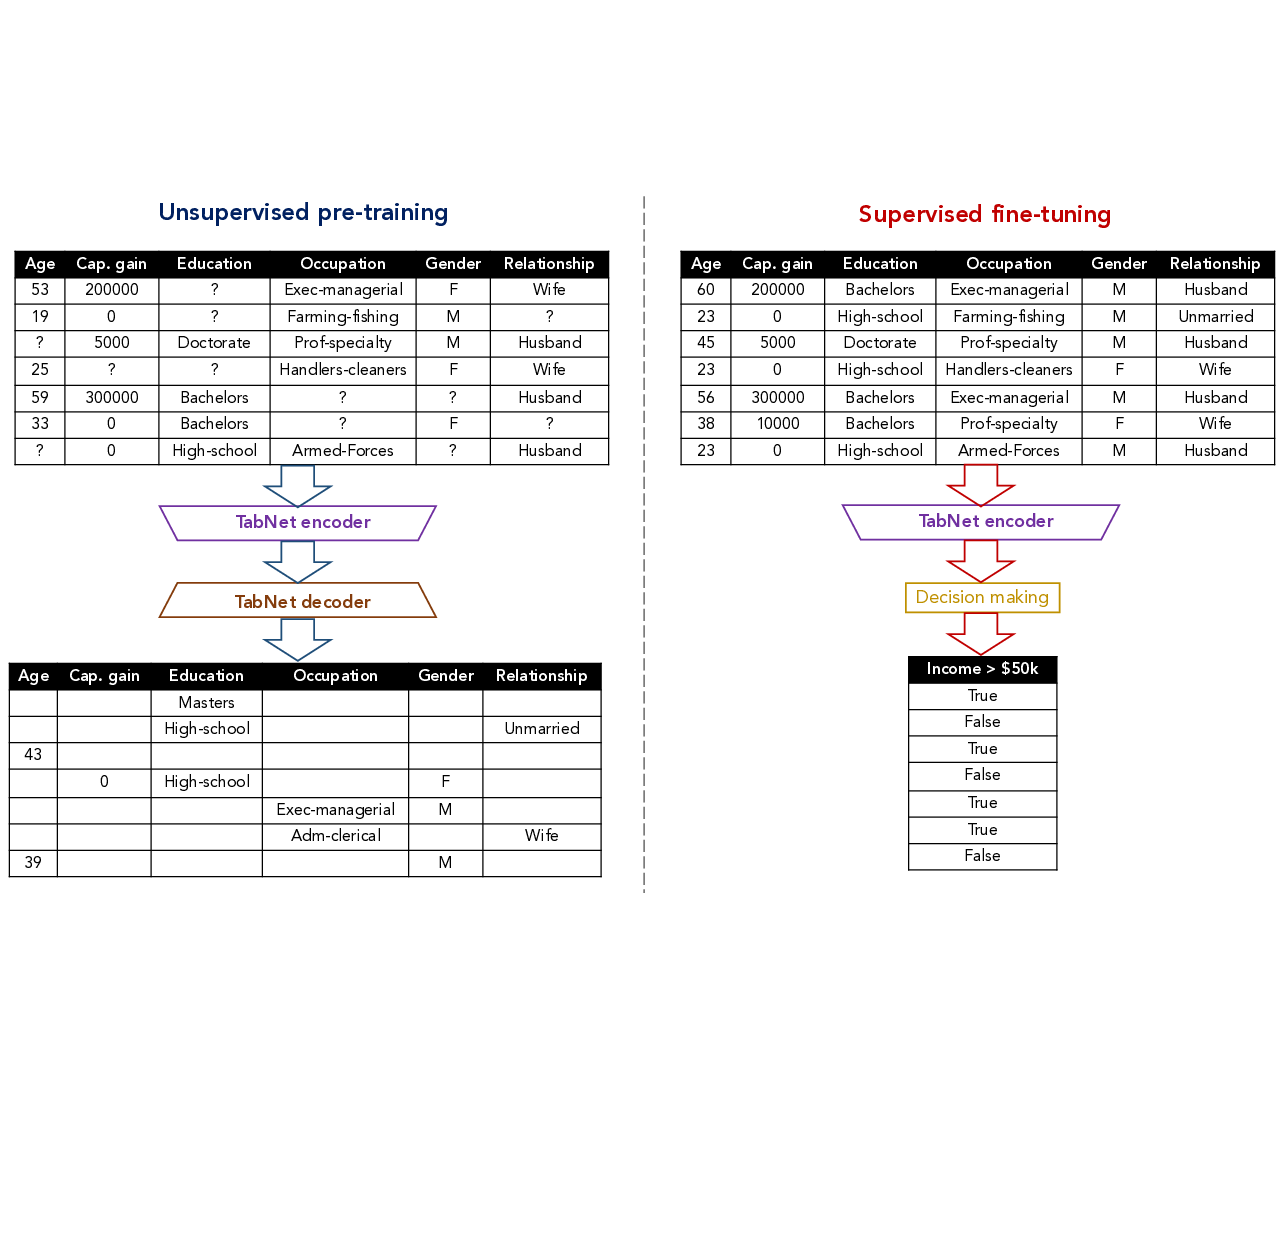 Unsupervised pre-training
Age Cap. gain Education Occupation Gender Relationship
53 200000 ? Exec-managerial F Wife
19 0 ? Farming-fishing M ?
? 5000 Doctorate Prof-specialty M Husband
25 ? ? Handlers-cleaners F Wife
59 300000 Bachelors ? ? Husband
33 0 Bachelors ? F ?
? 0 High-school Armed-Forces ? Husband
TabNet encoder
TabNet decoder
Age Cap. gain Education Occupation Gender Relationship
Masters
High-school Unmarried
43
0 High-school F
Exec-managerial M
Adm-clerical Wife
39 M
Supervised fine-tuning
Age Cap. gain Education Occupation Gender Relationship
60 200000 Bachelors Exec-managerial M Husband
23 0 High-school Farming-fishing M Unmarried
45 5000 Doctorate Prof-specialty M Husband
23 0 High-school Handlers-cleaners F Wife
56 300000 Bachelors Exec-managerial M Husband
38 10000 Bachelors Prof-specialty F Wife
23 0 High-school Armed-Forces M Husband
TabNet encoder
Decision making
Income > $50k
True
False
True
False
True
True
False